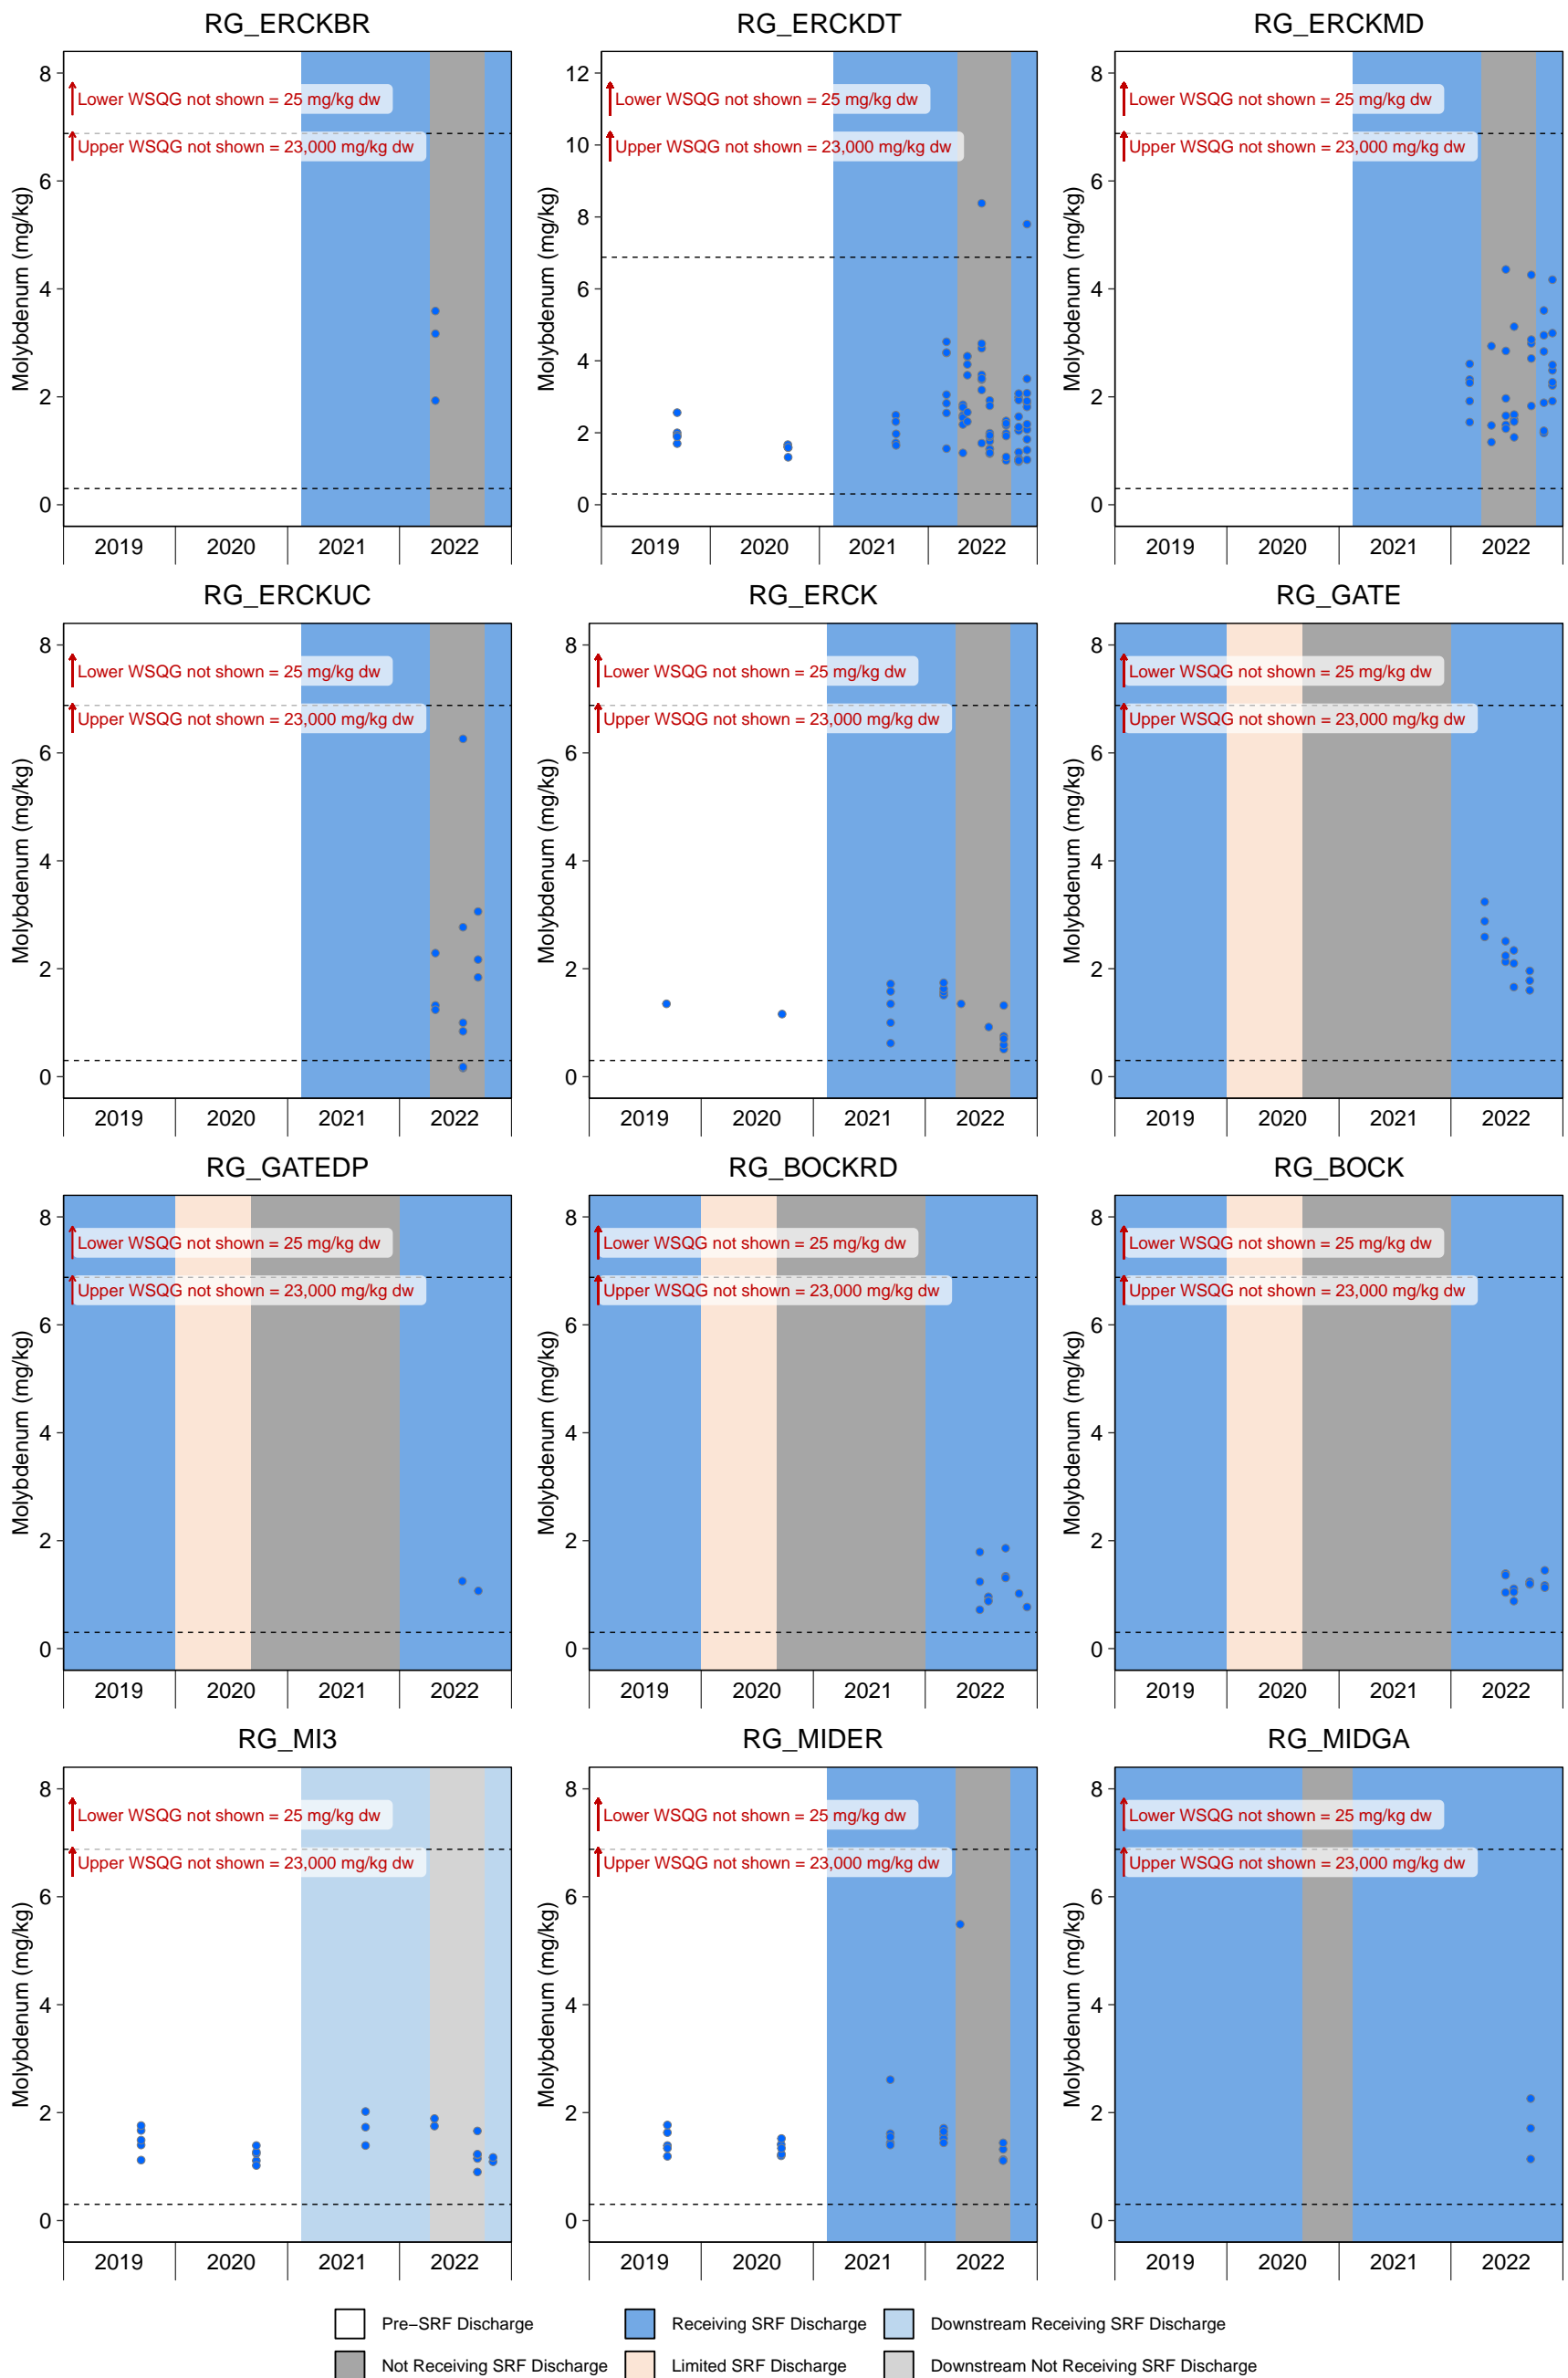 RG_ERCKBR
RG_ERCKDT
RG_ERCKMD
Molybdenum (mg/kg)
8
6
4
2
0
Lower WSQG not shown = 25 mg/kg dw
Upper WSQG not shown = 23,000 mg/kg dw
2019 2020 2021 2022
Molybdenum (mg/kg)
12
10
8
6
4
2
0
Lower WSQG not shown = 25 mg/kg dw
Upper WSQG not shown = 23,000 mg/kg dw
2019 2020 2021 2022
Molybdenum (mg/kg)
8
6
4
2
0
Lower WSQG not shown = 25 mg/kg dw
Upper WSQG not shown = 23,000 mg/kg dw
2019 2020 2021 2022
RG_ERCKUC
RG_ERCK
RG_GATE
Molybdenum (mg/kg)
8
6
4
2
0
Lower WSQG not shown = 25 mg/kg dw
Upper WSQG not shown = 23,000 mg/kg dw
2019 2020 2021 2022
Molybdenum (mg/kg)
8
6
4
2
0
Lower WSQG not shown = 25 mg/kg dw
Upper WSQG not shown = 23,000 mg/kg dw
2019 2020 2021 2022
Molybdenum (mg/kg)
8
6
4
2
0
Lower WSQG not shown = 25 mg/kg dw
Upper WSQG not shown = 23,000 mg/kg dw
2019 2020 2021 2022
RG_GATEDP
RG_BOCKRD
RG_BOCK
Molybdenum (mg/kg)
8
6
4
2
0
Lower WSQG not shown = 25 mg/kg dw
Upper WSQG not shown = 23,000 mg/kg dw
2019 2020 2021 2022
Molybdenum (mg/kg)
8
6
4
2
0
Lower WSQG not shown = 25 mg/kg dw
Upper WSQG not shown = 23,000 mg/kg dw
2019 2020 2021 2022
Molybdenum (mg/kg)
8
6
4
2
0
Lower WSQG not shown = 25 mg/kg dw
Upper WSQG not shown = 23,000 mg/kg dw
2019 2020 2021 2022
RG_MI3
RG_MIDER
RG_MIDGA
Molybdenum (mg/kg)
8
6
4
2
0
Lower WSQG not shown = 25 mg/kg dw
Upper WSQG not shown = 23,000 mg/kg dw
2019 2020 2021 2022
Molybdenum (mg/kg)
8
6
4
2
0
Lower WSQG not shown = 25 mg/kg dw
Upper WSQG not shown = 23,000 mg/kg dw
2019 2020 2021 2022
Molybdenum (mg/kg)
8
6
4
2
0
Lower WSQG not shown = 25 mg/kg dw
Upper WSQG not shown = 23,000 mg/kg dw
2019 2020 2021 2022
Pre−SRF Discharge
Receiving SRF Discharge
Downstream Receiving SRF Discharge
Not Receiving SRF Discharge
Limited SRF Discharge
Downstream Not Receiving SRF Discharge